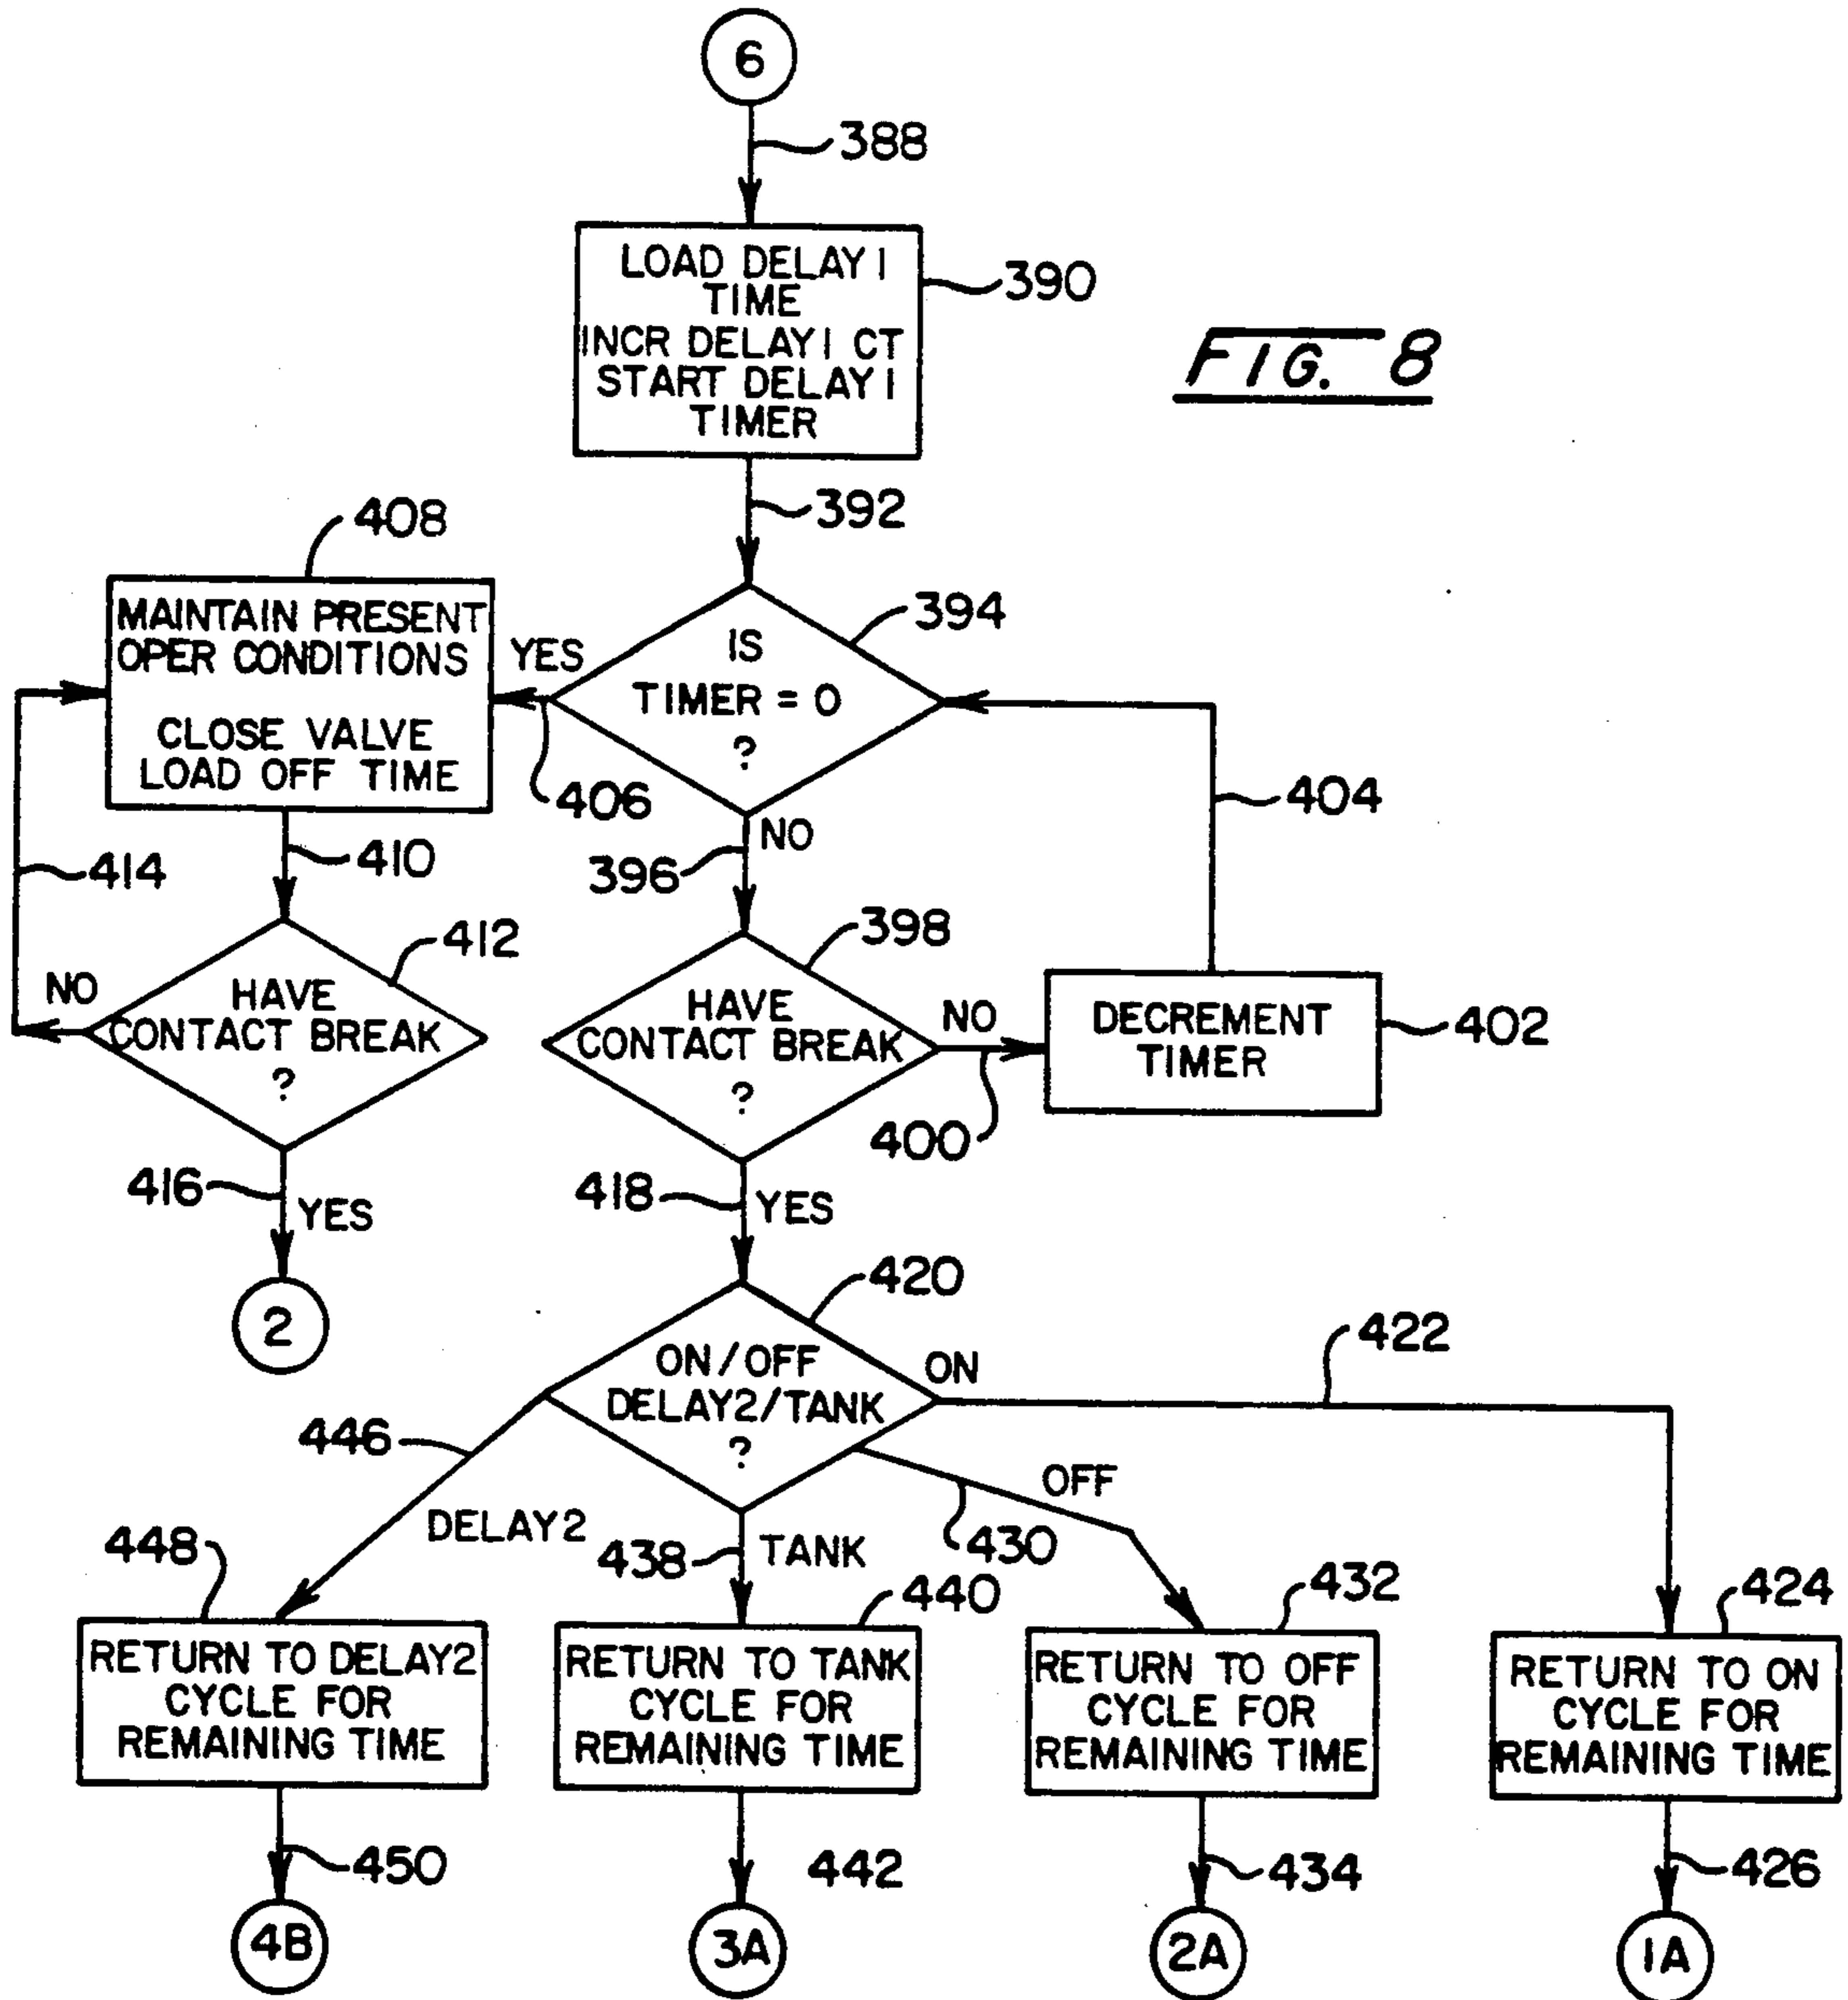 6
388
LOAD DELAY1
TIME
INCR DELAY1 CT
START DELAY1
TIMER
390
FIG. 8
392
408
MAINTAIN PRESENT
OPER CONDITIONS
CLOSE VALVE
LOAD OFF TIME
YES
406
IS
TIMER = 0
?
394
404
414
410
NO
396
412
HAVE
CONTACT BREAK
?
NO
398
HAVE
CONTACT BREAK
?
NO
400
DECREMENT
TIMER
402
416
YES
2
418
YES
420
ON/OFF
DELAY2/TANK
?
ON
422
446
DELAY2
438
TANK
OFF
430
448
RETURN TO DELAY2
CYCLE FOR
REMAINING TIME
440
RETURN TO TANK
CYCLE FOR
REMAINING TIME
432
RETURN TO OFF
CYCLE FOR
REMAINING TIME
424
RETURN TO ON
CYCLE FOR
REMAINING TIME
450
442
434
426
4B
3A
2A
1A